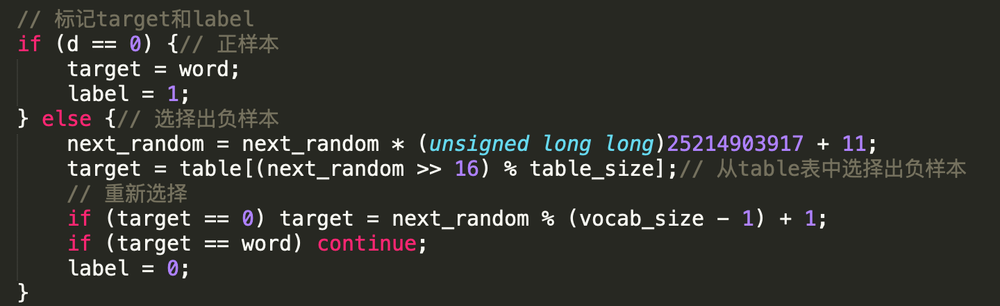 // 标记target和label
if (d == 0) {// 正样本
    target = word;
    label = 1;
} else {// 选择出负样本
    next_random = next_random * (unsigned long long)25214903917 + 11;
    target = table[(next_random >> 16) % table_size];// 从table表中选择出负样本
    // 重新选择
    if (target == 0) target = next_random % (vocab_size - 1) + 1;
    if (target == word) continue;
    label = 0;
}